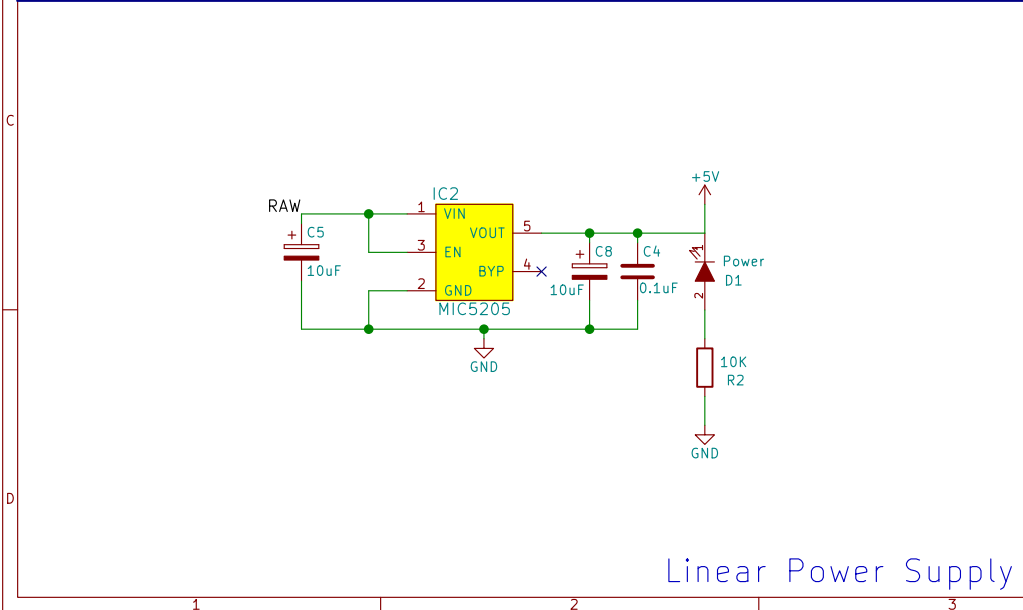 C
+5V
IC2
RAW
1
VIN
+
C5
VOUT
5
3
EN
+
C8
C4
1
Power
D1
10uF
BYP
4
2
GND
10uF
0.1uF
2
MIC5205
GND
10K
R2
GND
D
Linear Power Supply
1
2
3